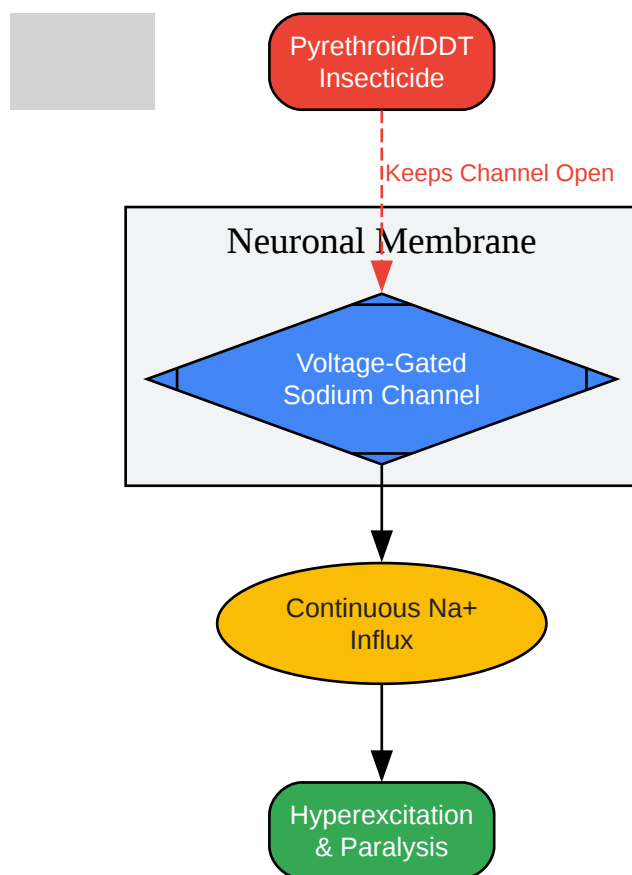 Pyrethroid/DDT
Insecticide
Keeps Channel Open
Neuronal Membrane
Voltage-Gated
Sodium Channel
Continuous Na+
Influx
Hyperexcitation
& Paralysis